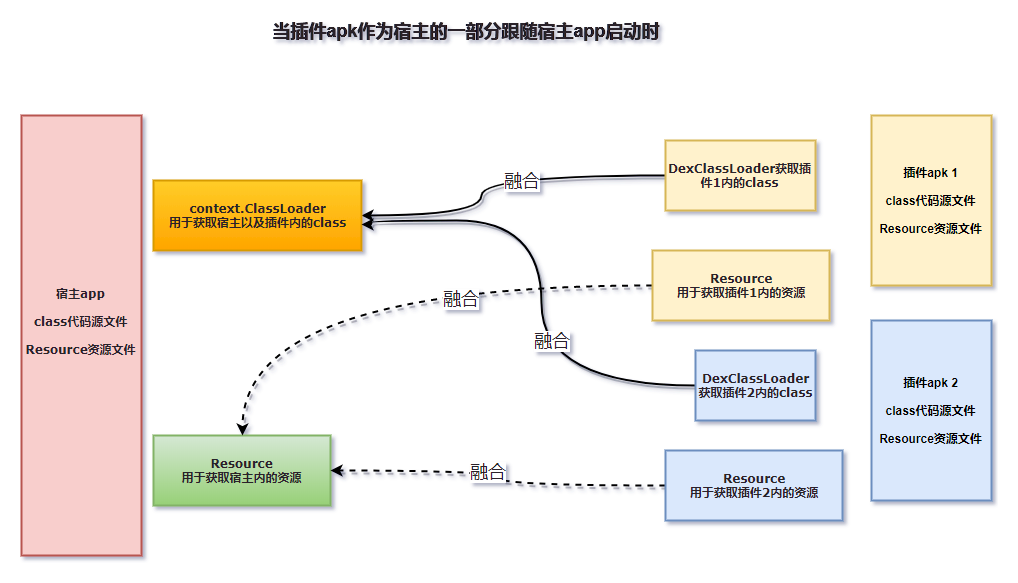 当插件apk作为宿主的一部分跟随宿主app启动时
宿主app
class代码源文件
Resource资源文件
context.ClassLoader
用于获取宿主以及插件内的class
融合
DexClassLoader获取插
件1内的class
插件apk 1
class代码源文件
Resource资源文件
融合
Resource
用于获取插件1内的资源
融合
DexClassLoader
获取插件2内的class
插件apk 2
class代码源文件
Resource资源文件
Resource
用于获取宿主内的资源
融合
Resource
用于获取插件2内的资源